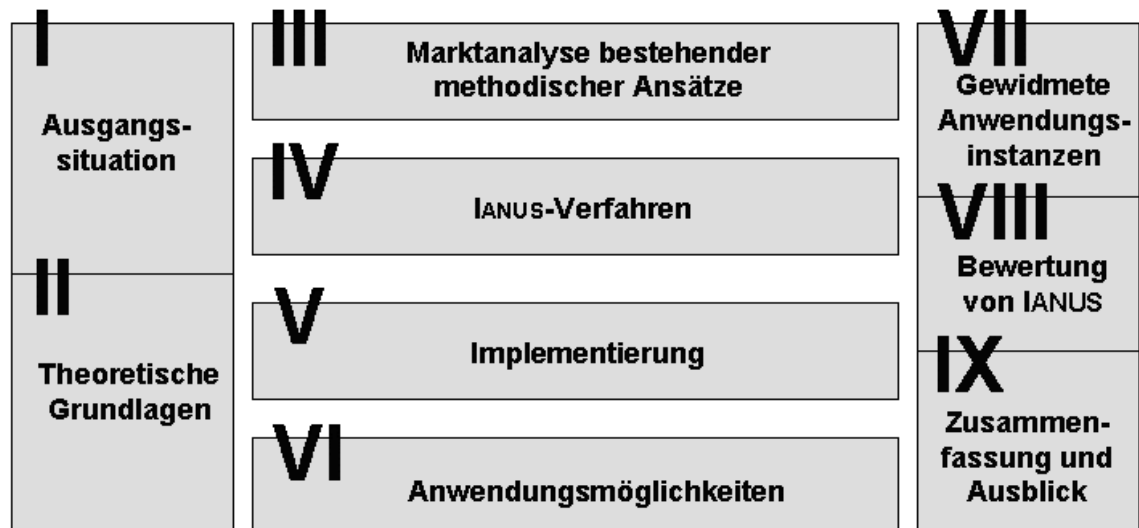 I
Ausgangs-
situation
II
Theoretische
Grundlagen
III
Marktanalyse bestehender
methodischer Ansätze
IV
IANUS-Verfahren
V
Implementierung
VI
Anwendungsmöglichkeiten
VII
Gewidmete
Anwendungs-
instanzen
VIII
Bewertung
von IANUS
IX
Zusammen-
fassung und
Ausblick